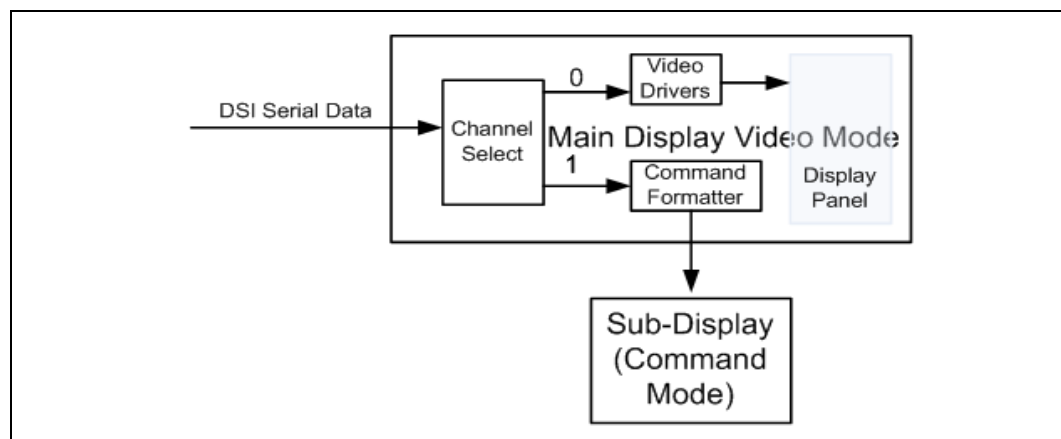 DSI Serial Data
Channel
Select
0
Video
Drivers
Main Display Video Mode
1
Command
Formatter
Display
Panel
Sub-Display
(Command
Mode)